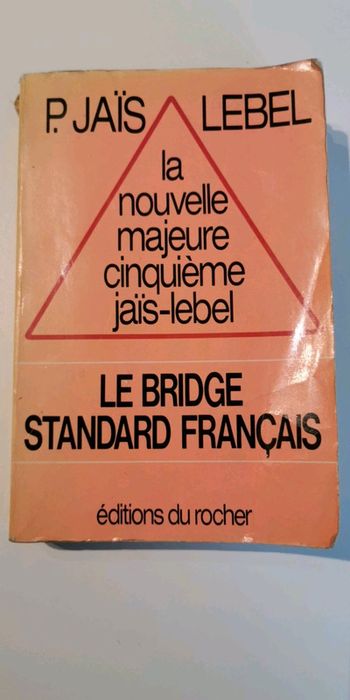 P. JAÏS LEBEL
la
nouvelle
majeure
cinquième
jaïs-lebel
LE BRIDGE
STANDARD FRANÇAIS
éditions du rocher